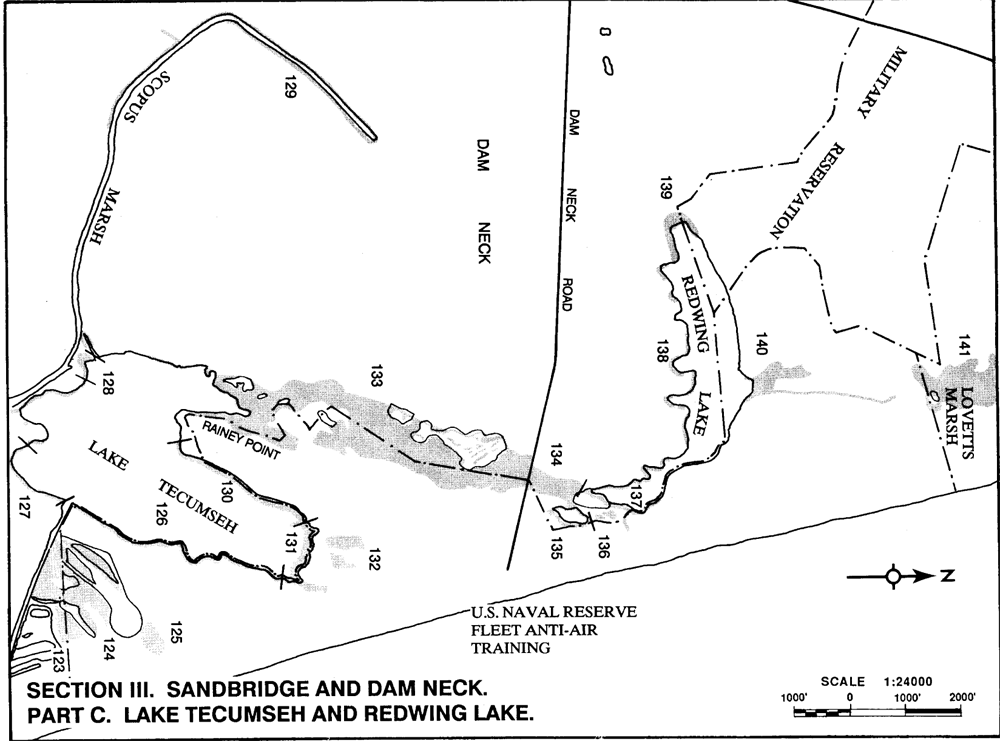 SCOPUS
MARSH
129
DAM
NECK
DAM
NECK
ROAD
MILITARY
RESERVATION
139
REDWING
LAKE
138
140
141
LOVETTS
MARSH
128
133
RAINEY POINT
134
LAKE
TECUMSEH
130
137
127
126
131
132
135
136
N
125
124
123
U.S. NAVAL RESERVE
FLEET ANTI-AIR
TRAINING
SECTION III. SANDBRIDGE AND DAM NECK.
PART C. LAKE TECUMSEH AND REDWING LAKE.
SCALE 1:24000
1000' 0 1000' 2000'